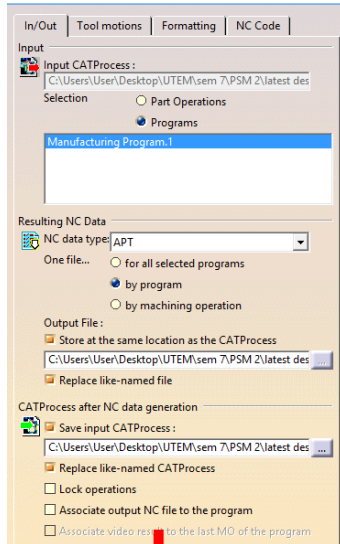 In/Out Tool motions Formatting NC Code
Input
Input CATProcess :
C:\Users\User\Desktop\UTEM\sem 7\PSM 2\latest des
Selection Part Operations
Programs
Manufacturing Program.1
Resulting NC Data
NC data type: APT
One file... for all selected programs
by program
by machining operation
Output File :
Store at the same location as the CATProcess
C:\Users\User\Desktop\UTEM\sem 7\PSM 2\latest des ...
Replace like-named file
CATProcess after NC data generation
Save input CATProcess :
C:\Users\User\Desktop\UTEM\sem 7\PSM 2\latest des ...
Replace like-named CATProcess
Lock operations
Associate output NC file to the program
Associate video result to the last MO of the program